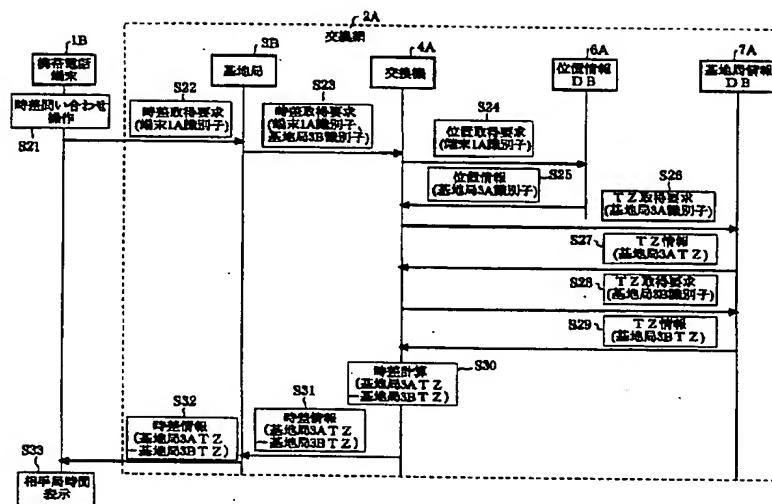 2A
交換網
1B
携帯電話
端末
3B
基地局
4A
交換機
6A
位置情報
DB
7A
基地局情報
DB
時差問い合わせ
操作
S21
S22
時差取得要求
(端末1A識別子)
S23
時差取得要求
(端末1A識別子,
基地局3B識別子)
S24
位置取得要求
(端末1A識別子)
S25
位置情報
(基地局3A識別子)
S26
TZ取得要求
(基地局3A識別子)
S27
TZ情報
(基地局3ATZ)
S28
TZ取得要求
(基地局3B識別子)
S29
TZ情報
(基地局3BTZ)
S30
時差計算
(基地局3ATZ
−基地局3BTZ)
S31
時差情報
(基地局3ATZ
−基地局3BTZ)
S32
時差情報
(基地局3ATZ
−基地局3BTZ)
S33
相手局時間
表示